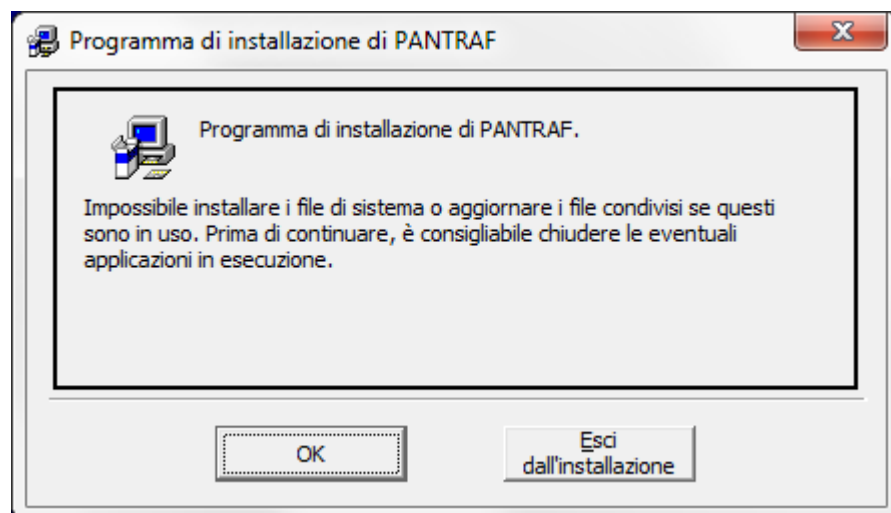 Programma di installazione di PANTRAF
Programma di installazione di PANTRAF.
Impossibile installare i file di sistema o aggiornare i file condivisi se questi
sono in uso. Prima di continuare, è consigliabile chiudere le eventuali
applicazioni in esecuzione.
OK
Esci
dall'installazione